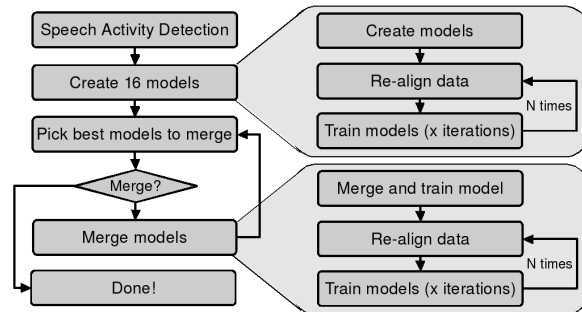 Speech Activity Detection
Create 16 models
Pick best models to merge
Merge?
Merge models
Done!
Create models
Re-align data
N times
Train models (x iterations)
Merge and train model
Re-align data
N times
Train models (x iterations)